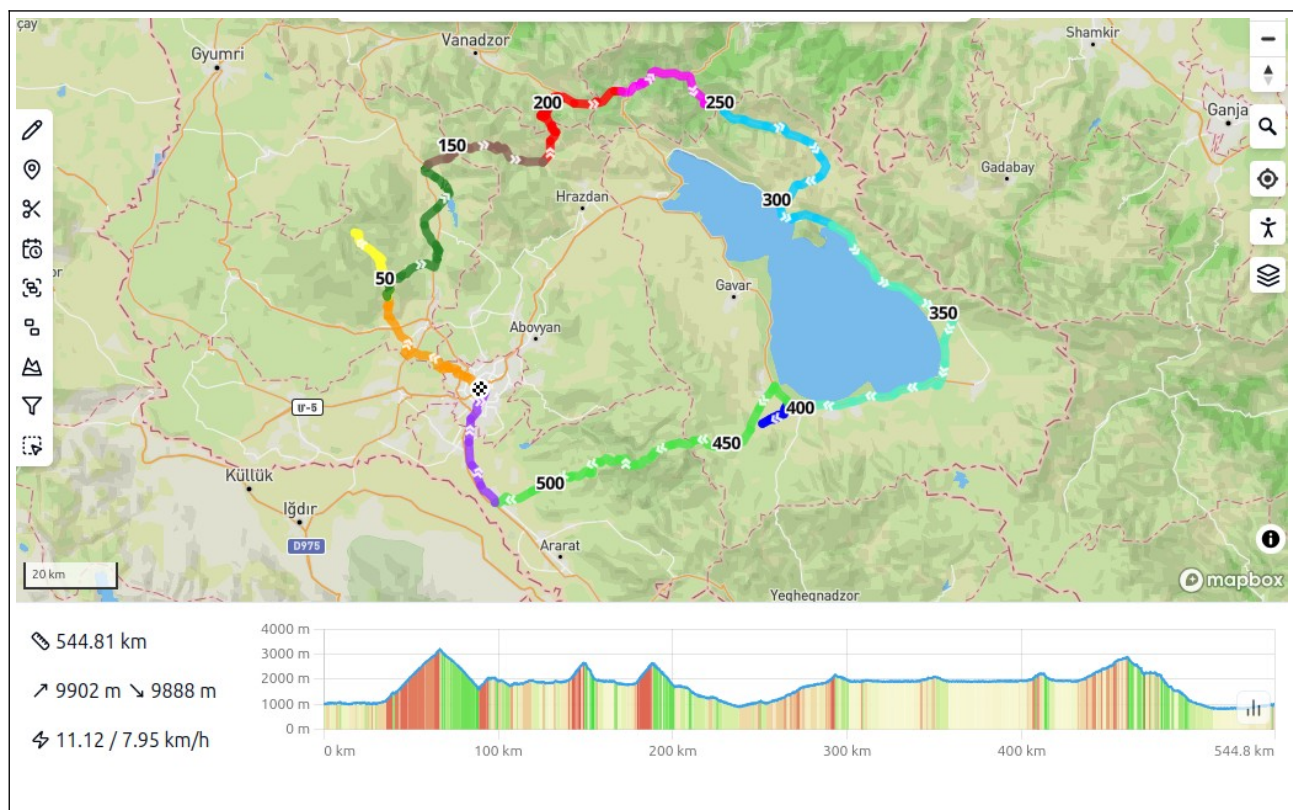 çay
Shamkir
Vanadzor
Gyumri
200
250
Ganja
150
Gadabay
Hrazdan
300
50
Gavar
350
Abovyan
Մ-5
400
450
Küllük
500
Iğdır
D975
Ararat
20 km
mapbox
Yeghegnadzor
544.81 km
9902 m 9888 m
11.12 / 7.95 km/h
4000 m
3000 m
2000 m
1000 m
0 m
0 km 100 km 200 km 300 km 400 km 544.8 km